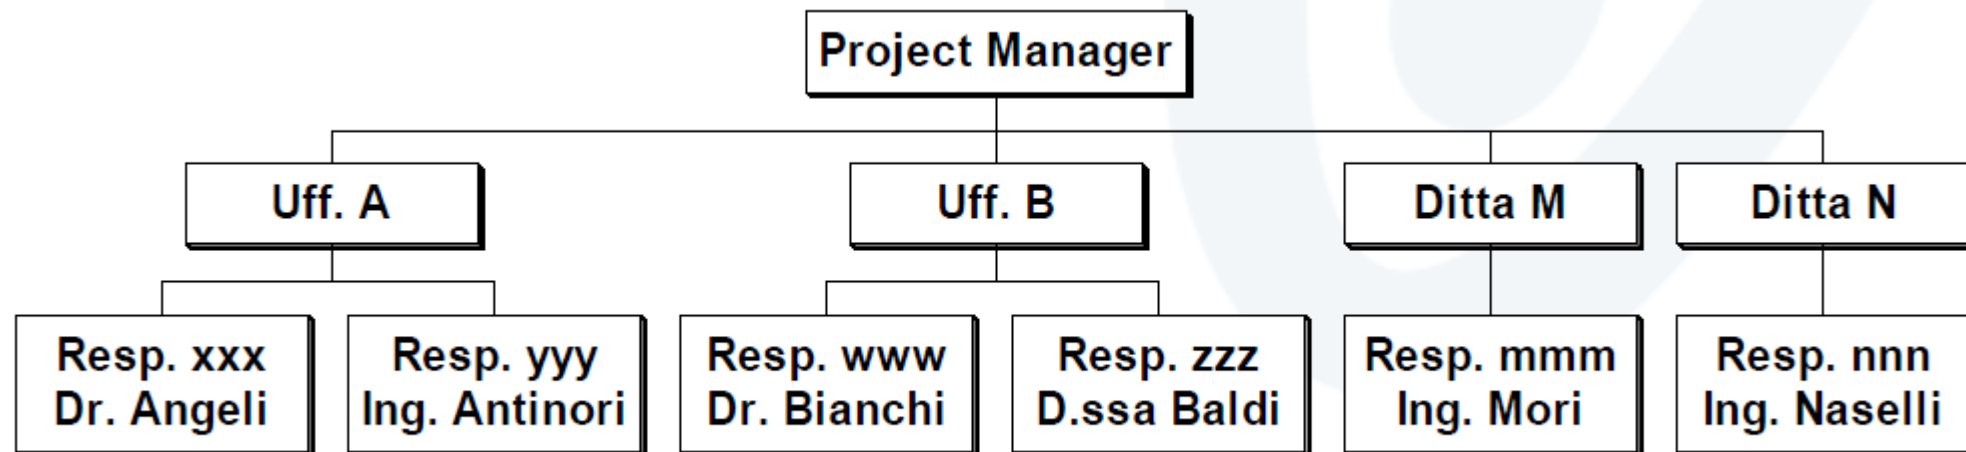 Project Manager
Uff. A
Uff. B
Ditta M
Ditta N
Resp. xxx
Dr. Angeli
Resp. yyy
Ing. Antinori
Resp. www
Dr. Bianchi
Resp. zzz
D.ssa Baldi
Resp. mmm
Ing. Mori
Resp. nnn
Ing. Naselli